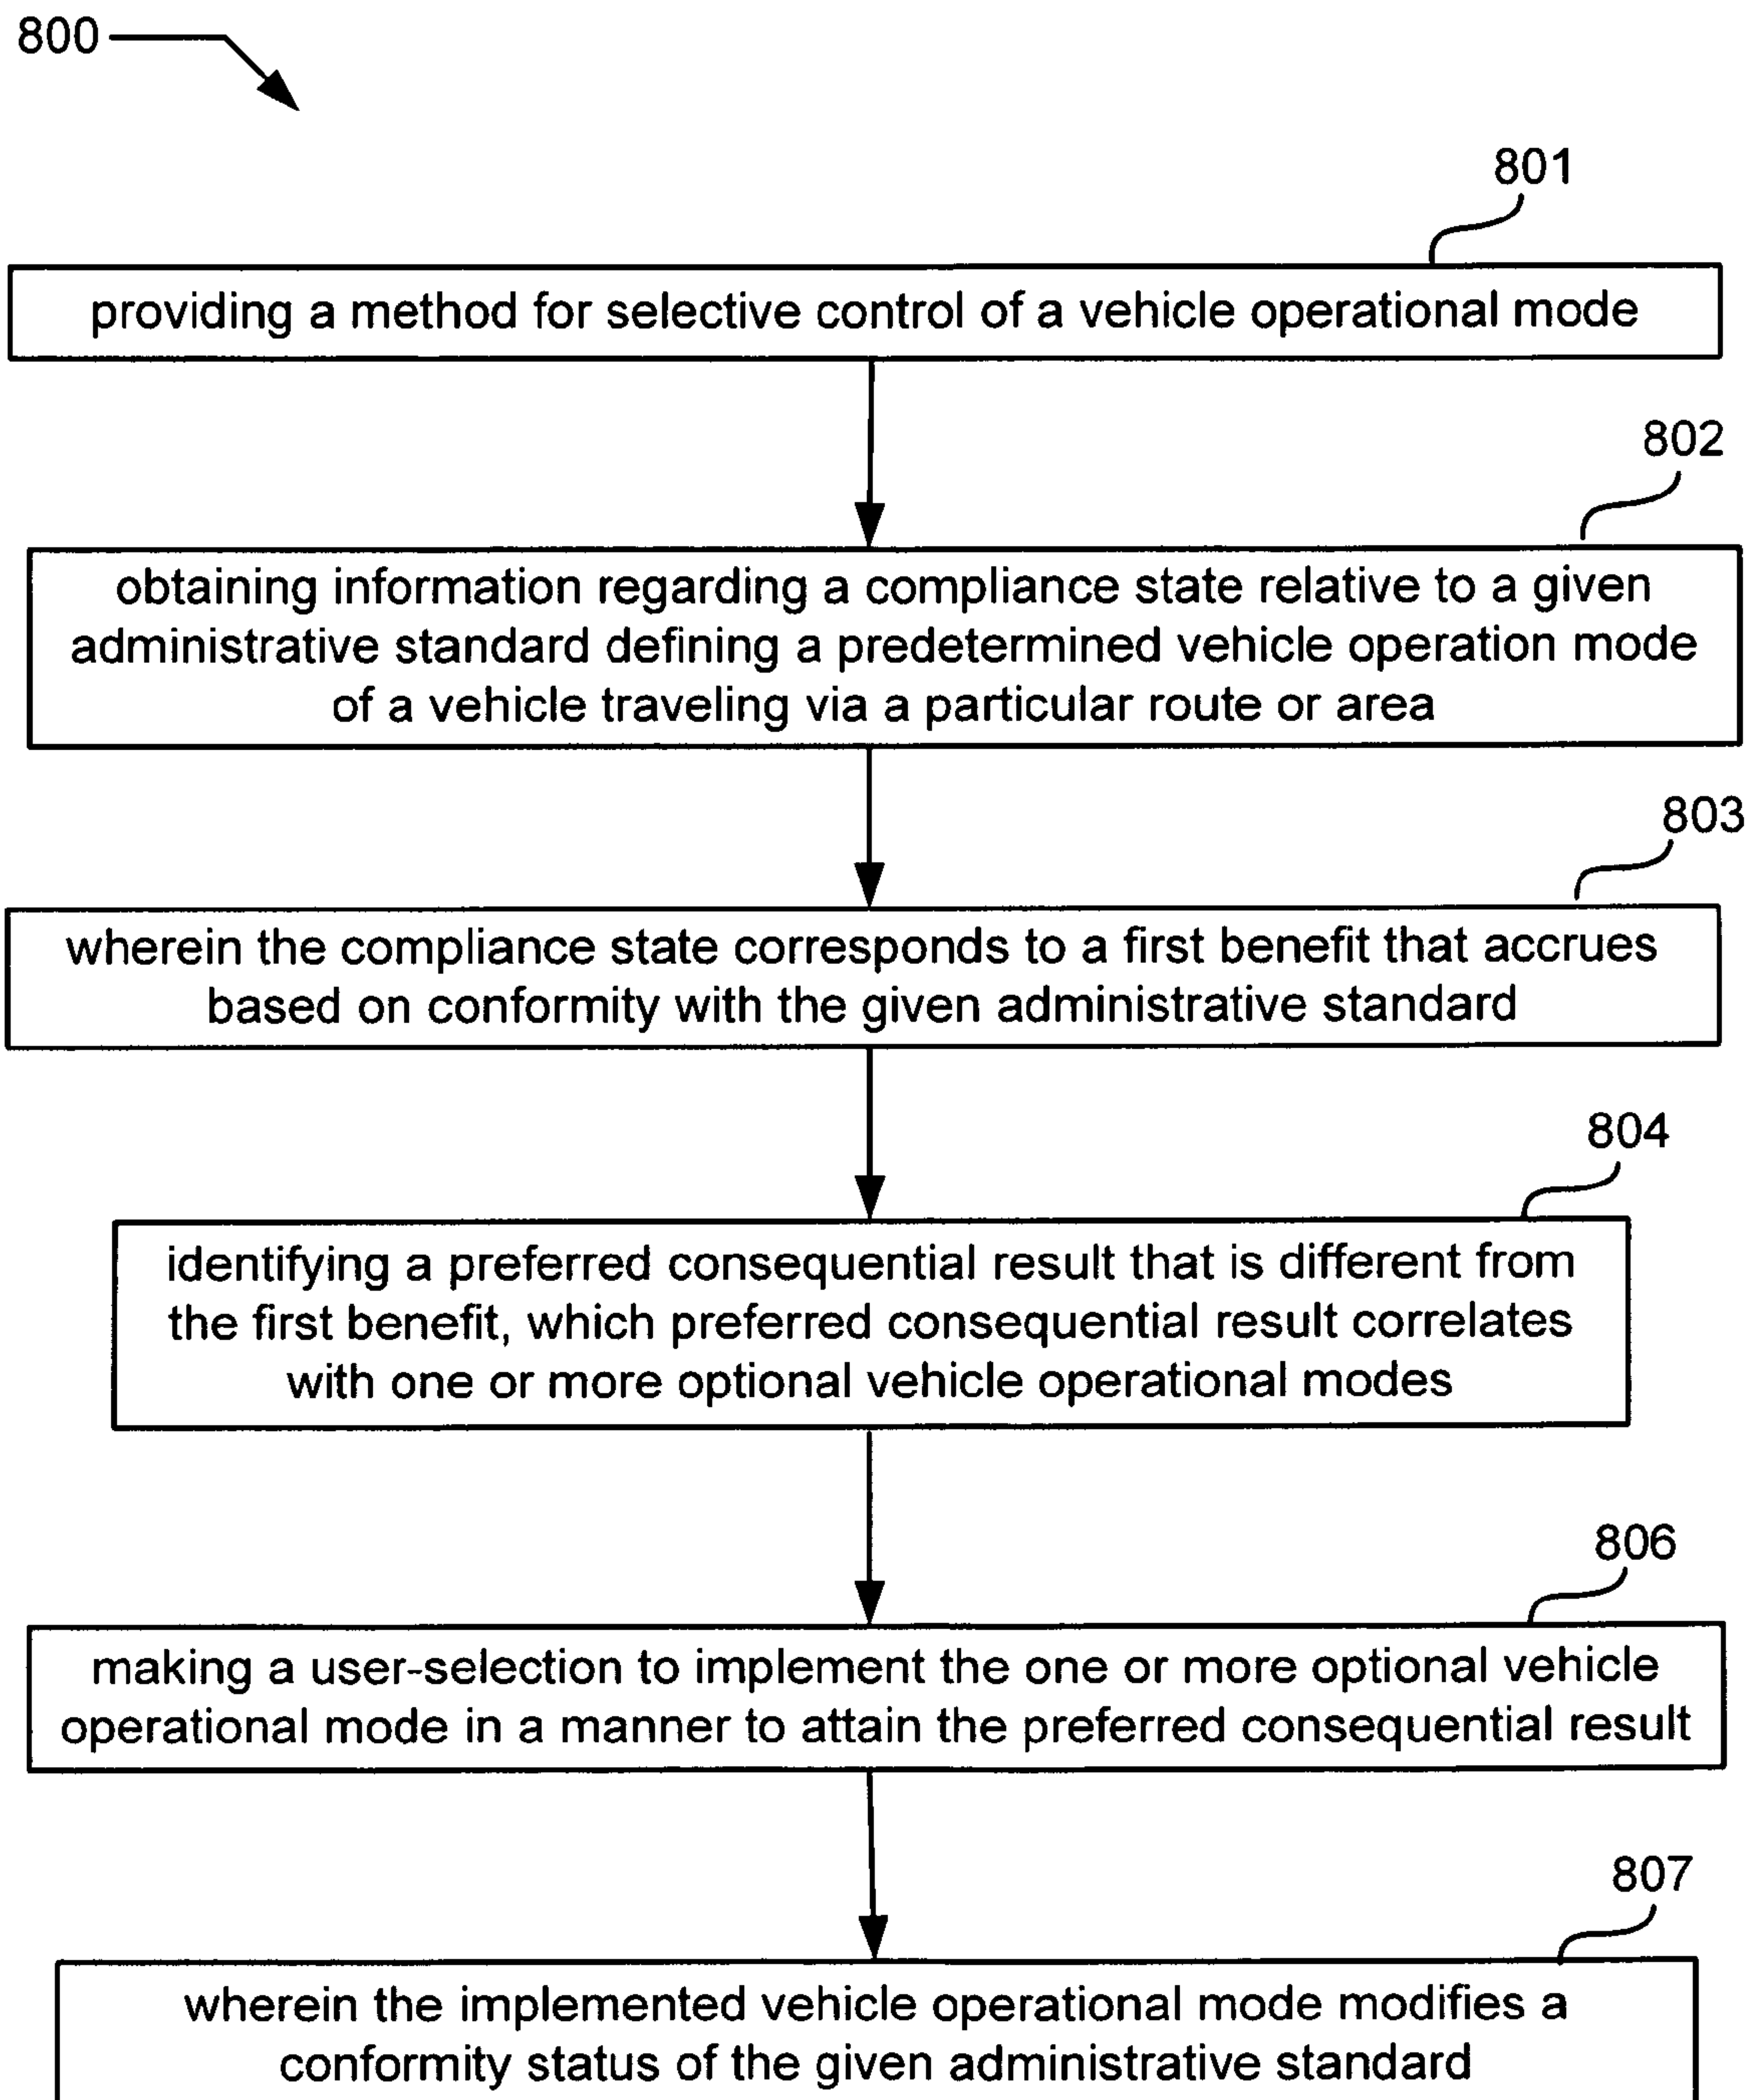 800
801
providing a method for selective control of a vehicle operational mode
802
obtaining information regarding a compliance state relative to a given
administrative standard defining a predetermined vehicle operation mode
of a vehicle traveling via a particular route or area
803
wherein the compliance state corresponds to a first benefit that accrues
based on conformity with the given administrative standard
804
identifying a preferred consequential result that is different from
the first benefit, which preferred consequential result correlates
with one or more optional vehicle operational modes
806
making a user-selection to implement the one or more optional vehicle
operational mode in a manner to attain the preferred consequential result
807
wherein the implemented vehicle operational mode modifies a
conformity status of the given administrative standard